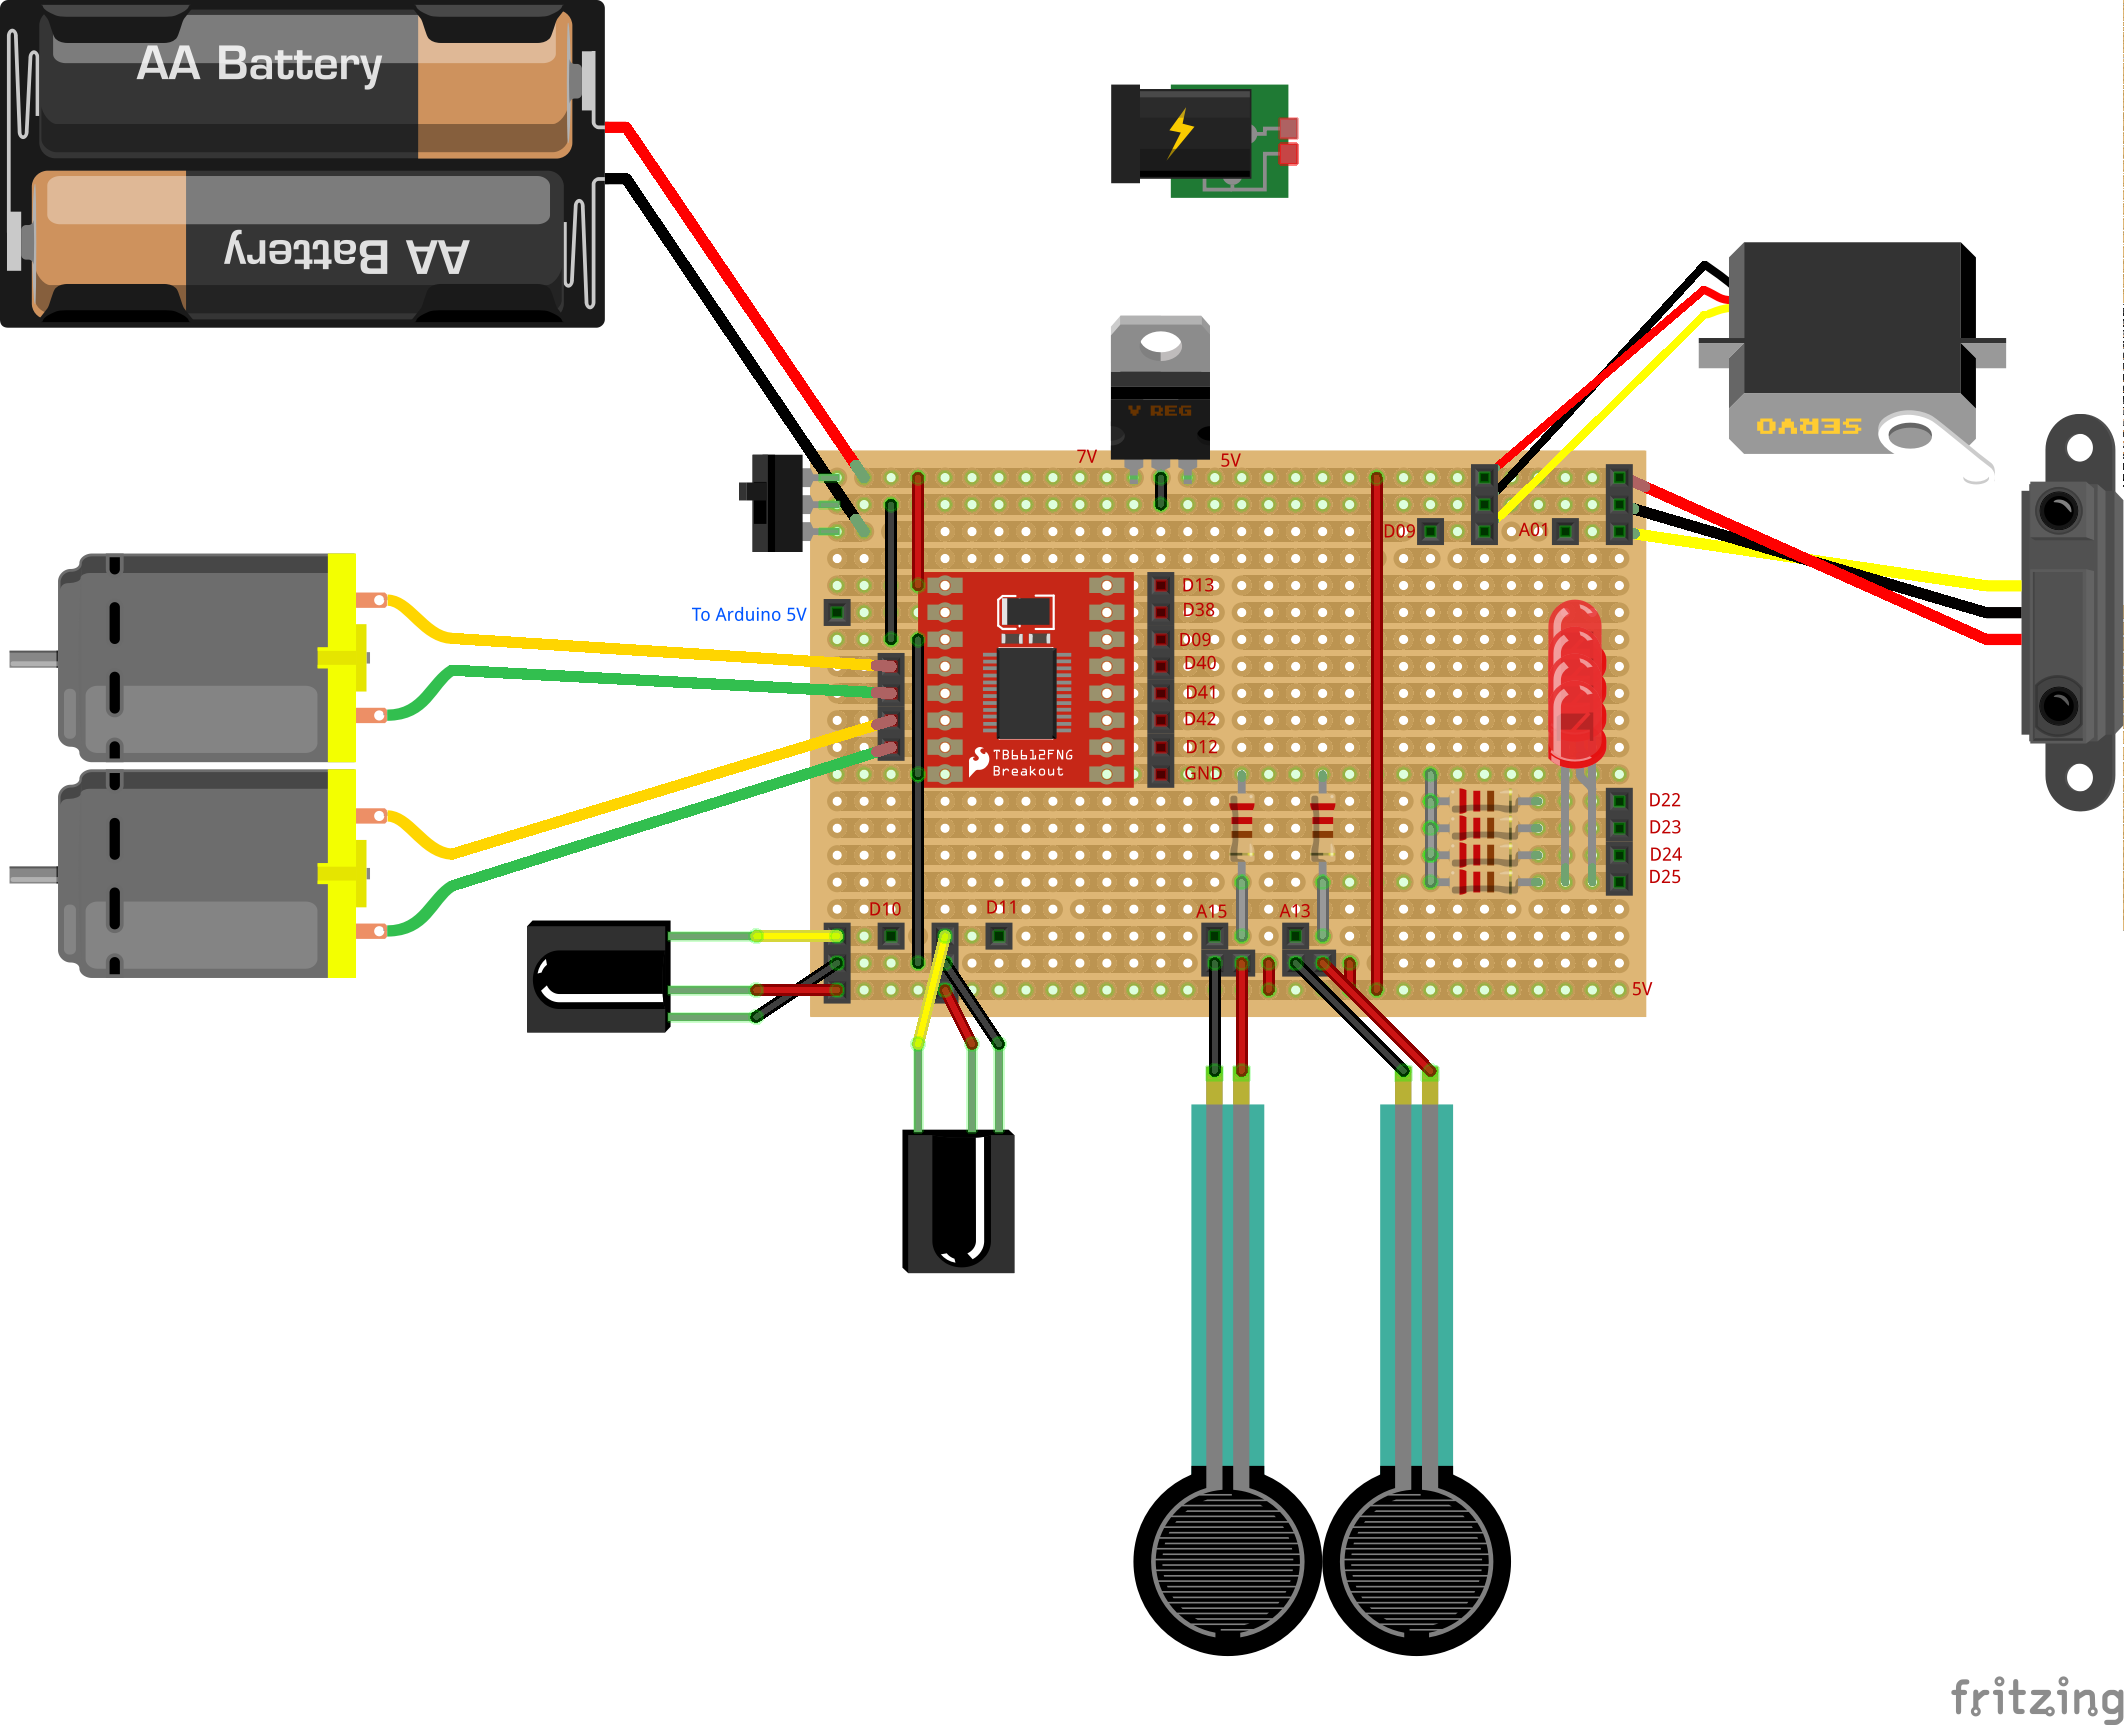 AA Battery
AA Battery
V REG
SERVO
7V
5V
D09
A01
To Arduino 5V
D13
D38
D09
D40
D41
D42
D12
GND
TB6612FNG
Breakout
D22
D23
D24
D25
D10
D11
A15
A13
5V
fritzing